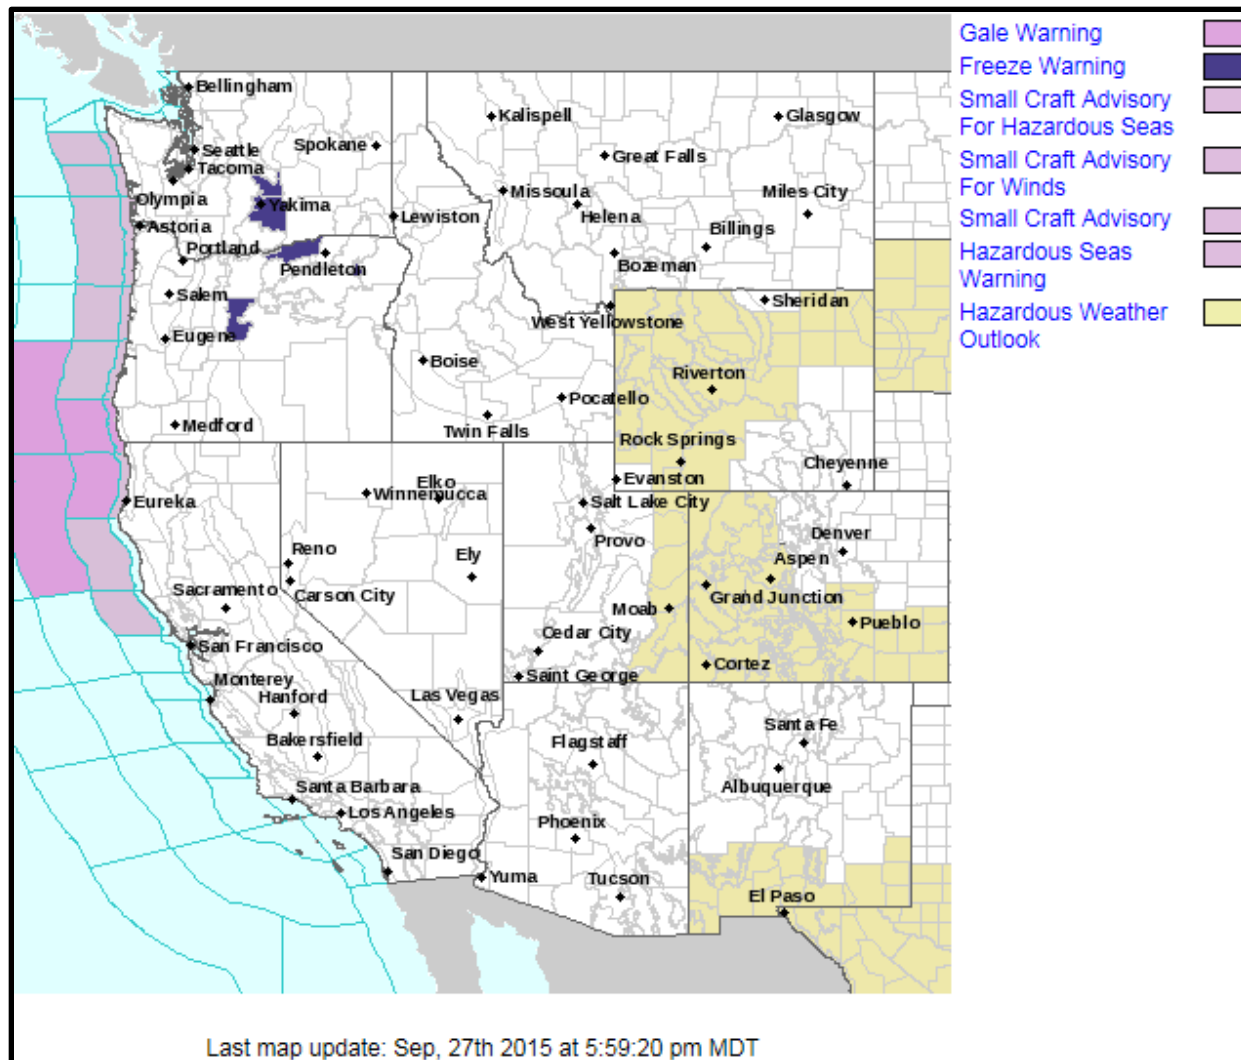 Gale Warning
Freeze Warning
Small Craft Advisory
For Hazardous Seas
Small Craft Advisory
For Winds
Small Craft Advisory
Hazardous Seas
Warning
Hazardous Weather
Outlook
Bellingham
Kalispell
Glasgow
Seattle
Spokane
Great Falls
Tacoma
Olympia
Yakima
Missoula
Miles City
Helena
Lewiston
Astoria
Billings
Portland
Pendleton
Bozeman
Salem
Sheridan
West Yellowstone
Eugene
Boise
Riverton
Pocatello
Medford
Twin Falls
Rock Springs
Cheyenne
Evanston
Elko
Winnemucca
Eureka
Salt Lake City
Provo
Denver
Reno
Ely
Aspen
Sacramento
Carson City
Grand Junction
Moab
Pueblo
Cedar City
San Francisco
Cortez
Saint George
Monterey
Hanford
Las Vegas
Santa Fe
Flagstaff
Bakersfield
Albuquerque
Santa Barbara
Los Angeles
Phoenix
San Diego
Yuma
Tucson
El Paso
Last map update: Sep, 27th 2015 at 5:59:20 pm MDT